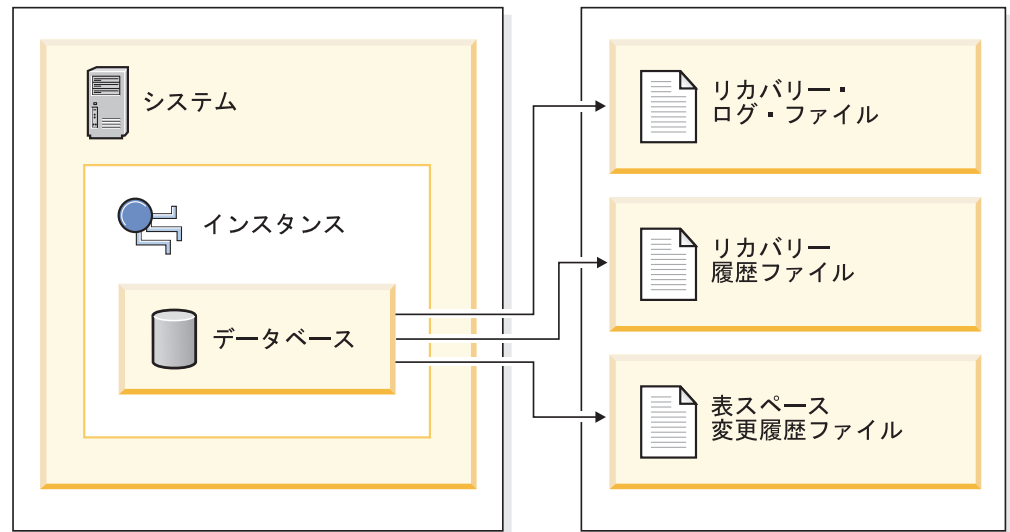 システム
インスタンス
データベース
リカバリー・
ログ・ファイル
リカバリー
履歴ファイル
表スペース
変更履歴ファイル